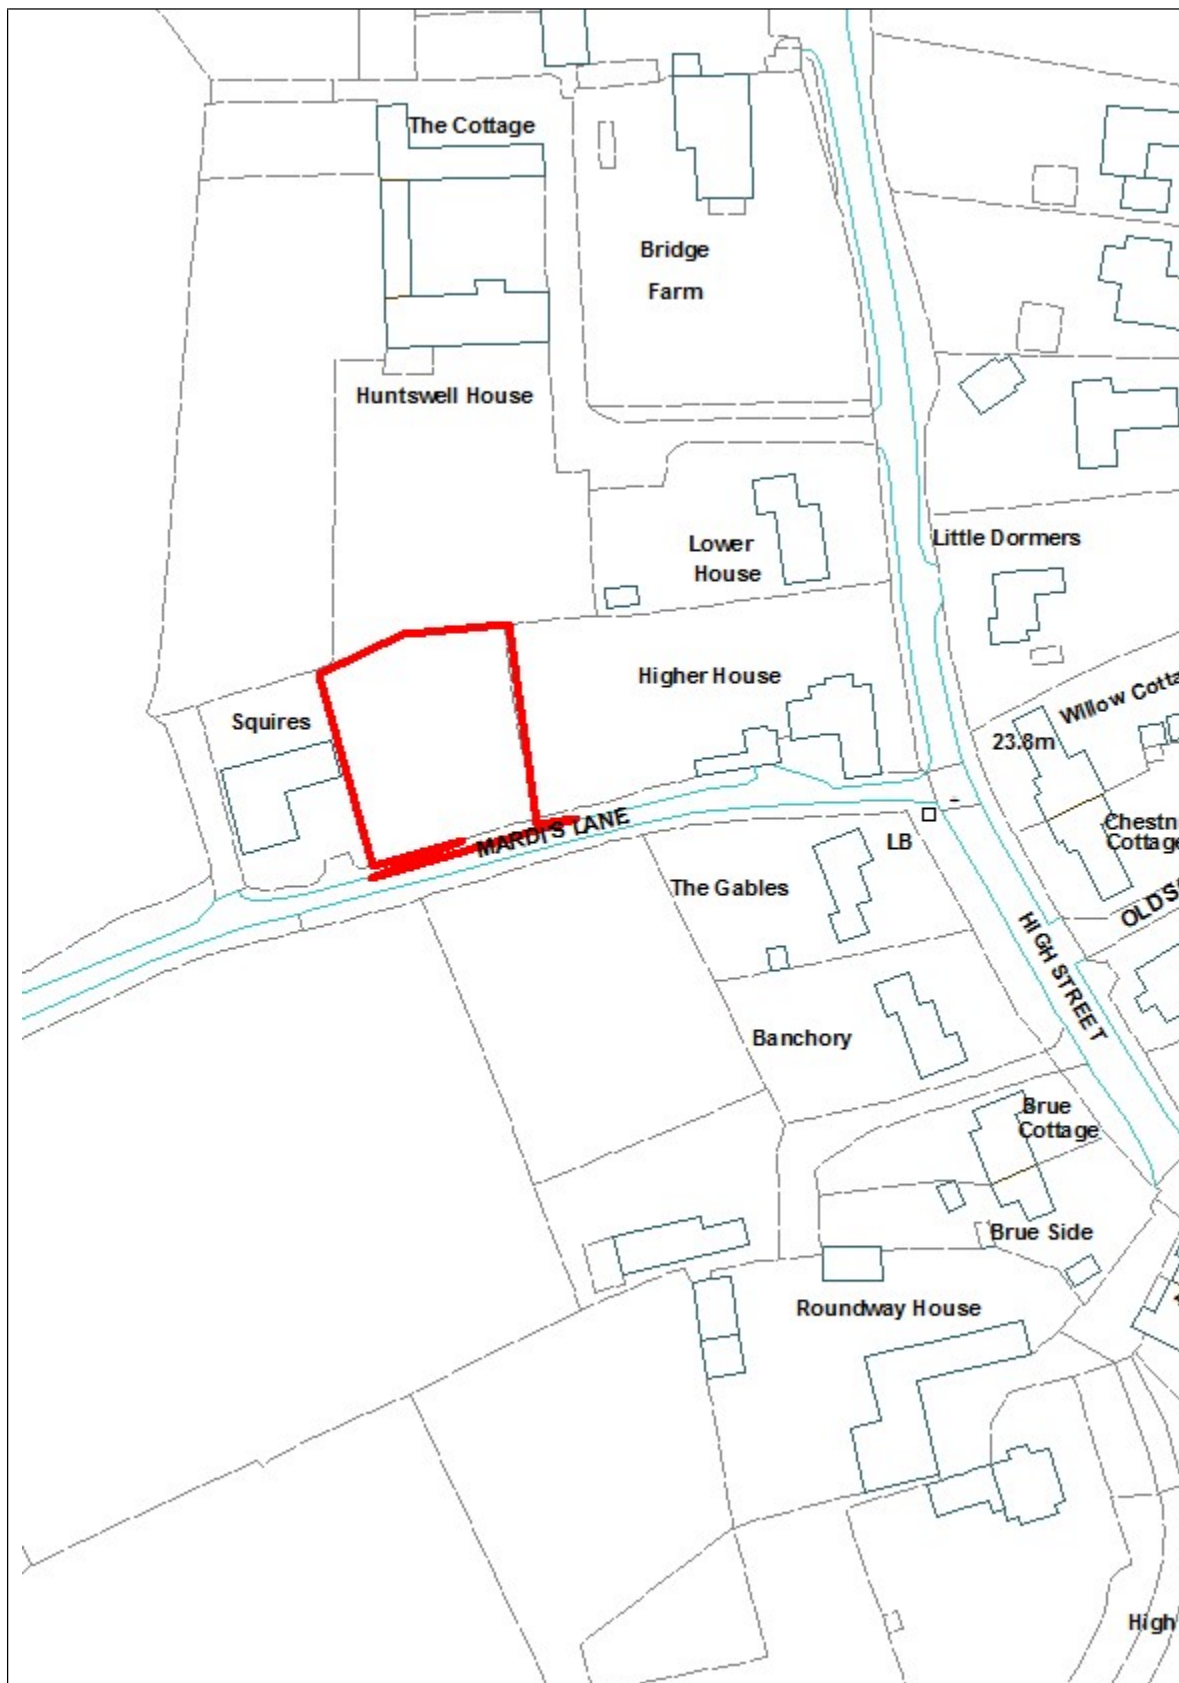 The Cottage
Bridge
Farm
Huntswell House
Lower
House
Little Dormers
Higher House
Squires
Willow Cotta
23.8m
MARDI'S LANE
Chestn
Cottage
LB
The Gables
OLD
HIGH STREET
Banchory
Brue
Cottage
Brue Side
Roundway House
High